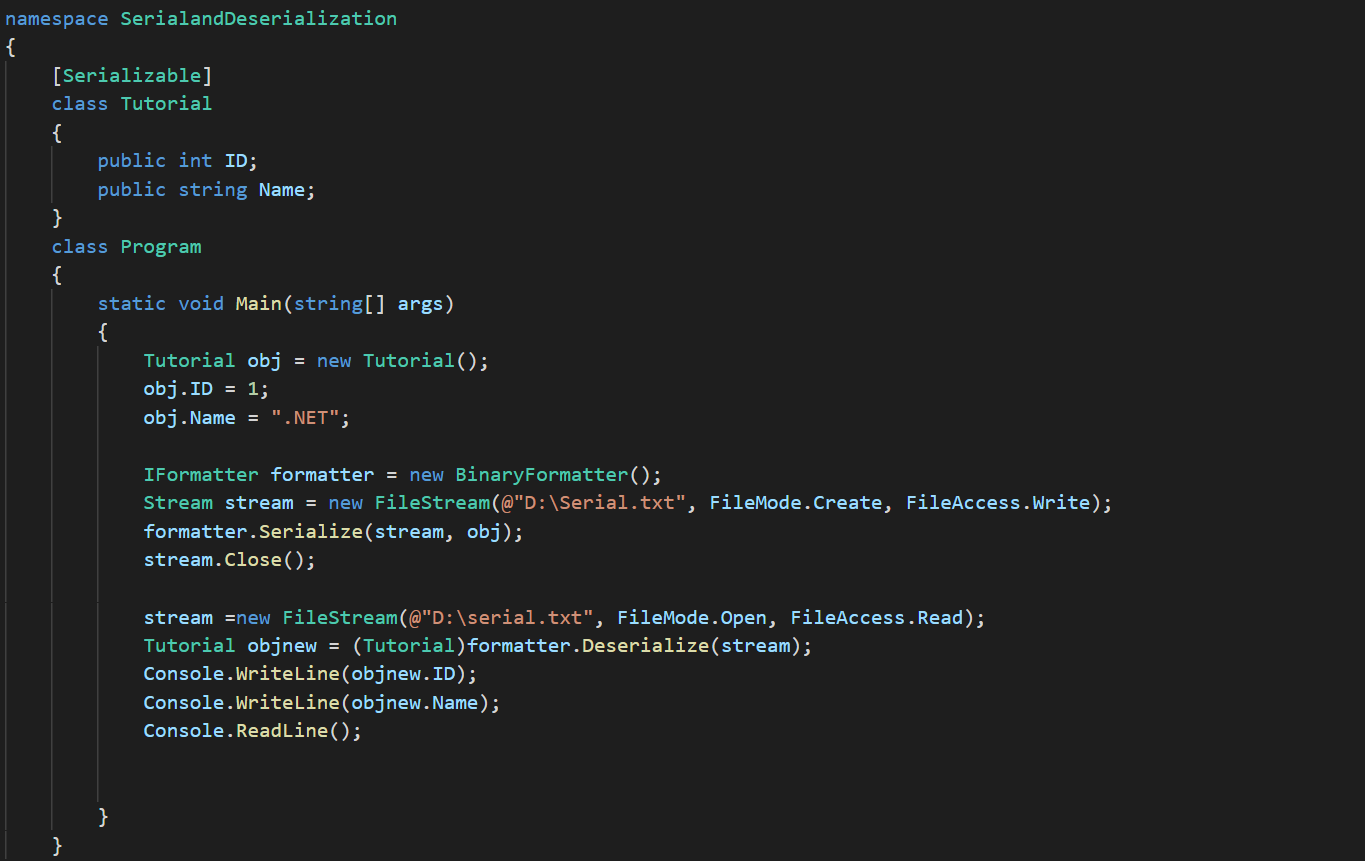 namespace SerialandDeserialization
{
    [Serializable]
    class Tutorial
    {
        public int ID;
        public string Name;
    }
    class Program
    {
        static void Main(string[] args)
        {
            Tutorial obj = new Tutorial();
            obj.ID = 1;
            obj.Name = ".NET";

            IFormatter formatter = new BinaryFormatter();
            Stream stream = new FileStream(@"D:\Serial.txt", FileMode.Create, FileAccess.Write);
            formatter.Serialize(stream, obj);
            stream.Close();

            stream =new FileStream(@"D:\serial.txt", FileMode.Open, FileAccess.Read);
            Tutorial objnew = (Tutorial)formatter.Deserialize(stream);
            Console.WriteLine(objnew.ID);
            Console.WriteLine(objnew.Name);
            Console.ReadLine();


        }
    }